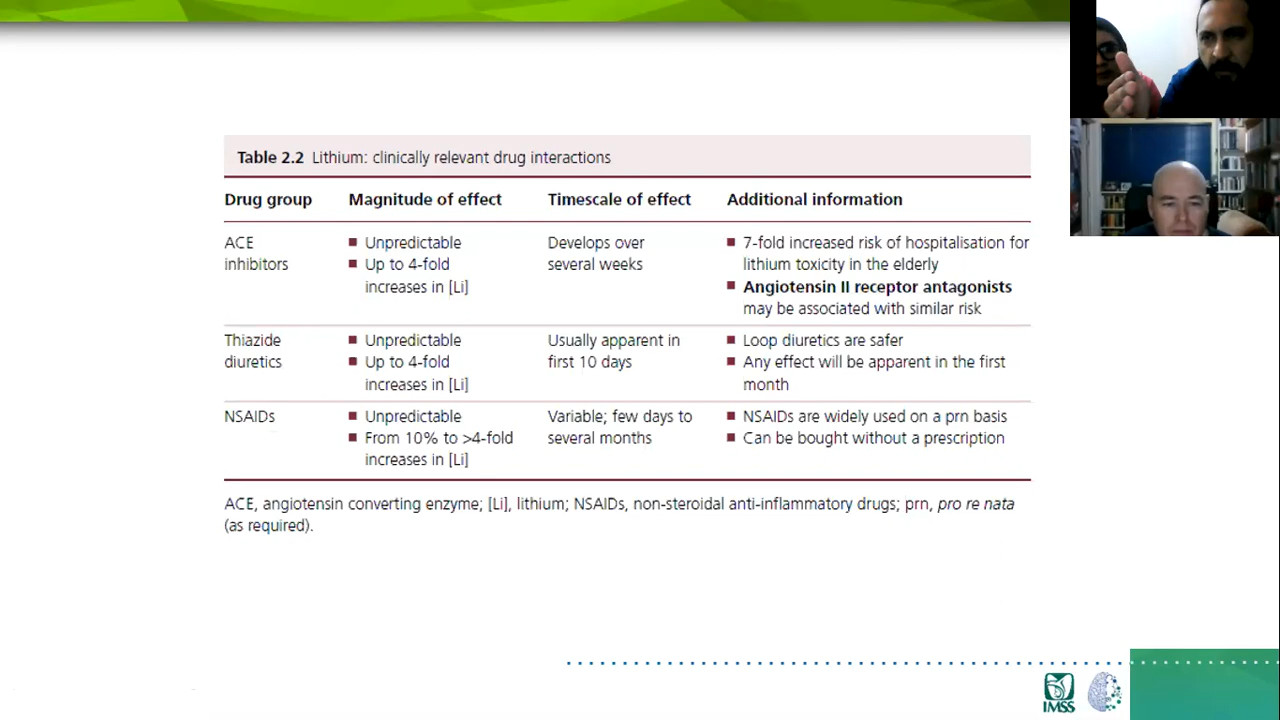 Table 2.2 Lithium: clinically relevant drug interactions
Drug group Magnitude of effect Timescale of effect Additional information
ACE inhibitors
■ Unpredictable
■ Up to 4-fold
increases in [Li]
Develops over
several weeks
■ 7-fold increased risk of hospitalisation for
lithium toxicity in the elderly
■ Angiotensin II receptor antagonists
may be associated with similar risk
Thiazide
diuretics
■ Unpredictable
■ Up to 4-fold
increases in [Li]
Usually apparent in
first 10 days
■ Loop diuretics are safer
■ Any effect will be apparent in the first
month
NSAIDs
■ Unpredictable
■ From 10% to >4-fold
increases in [Li]
Variable; few days to
several months
■ NSAIDs are widely used on a prn basis
■ Can be bought without a prescription
ACE, angiotensin converting enzyme; [Li], lithium; NSAIDs, non-steroidal anti-inflammatory drugs; prn, pro re nata
(as required).
IMSS